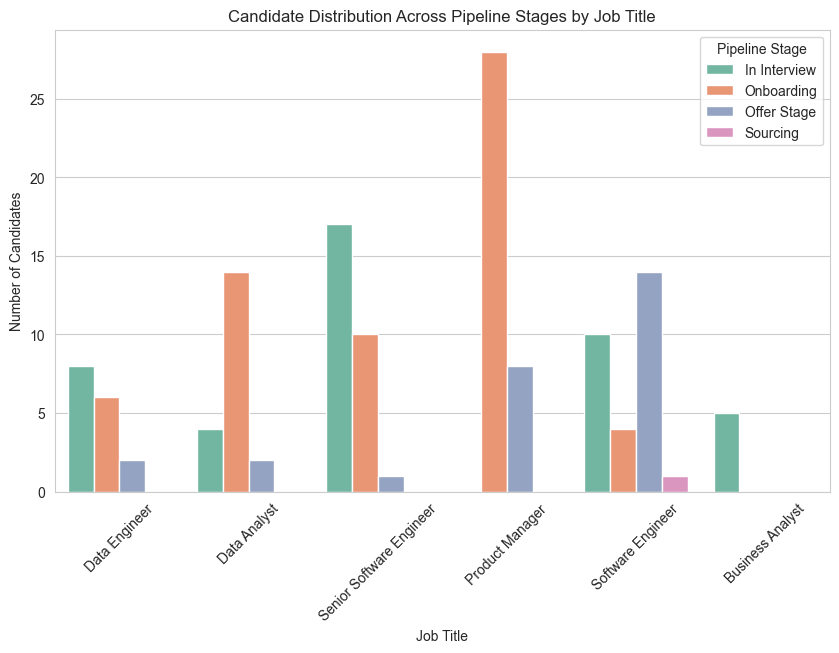 Candidate Distribution Across Pipeline Stages by Job Title
Pipeline Stage
In Interview
Onboarding
Offer Stage
Sourcing
Number of Candidates
25
20
15
10
5
0
Data Engineer
Data Analyst
Senior Software Engineer
Product Manager
Software Engineer
Business Analyst
Job Title